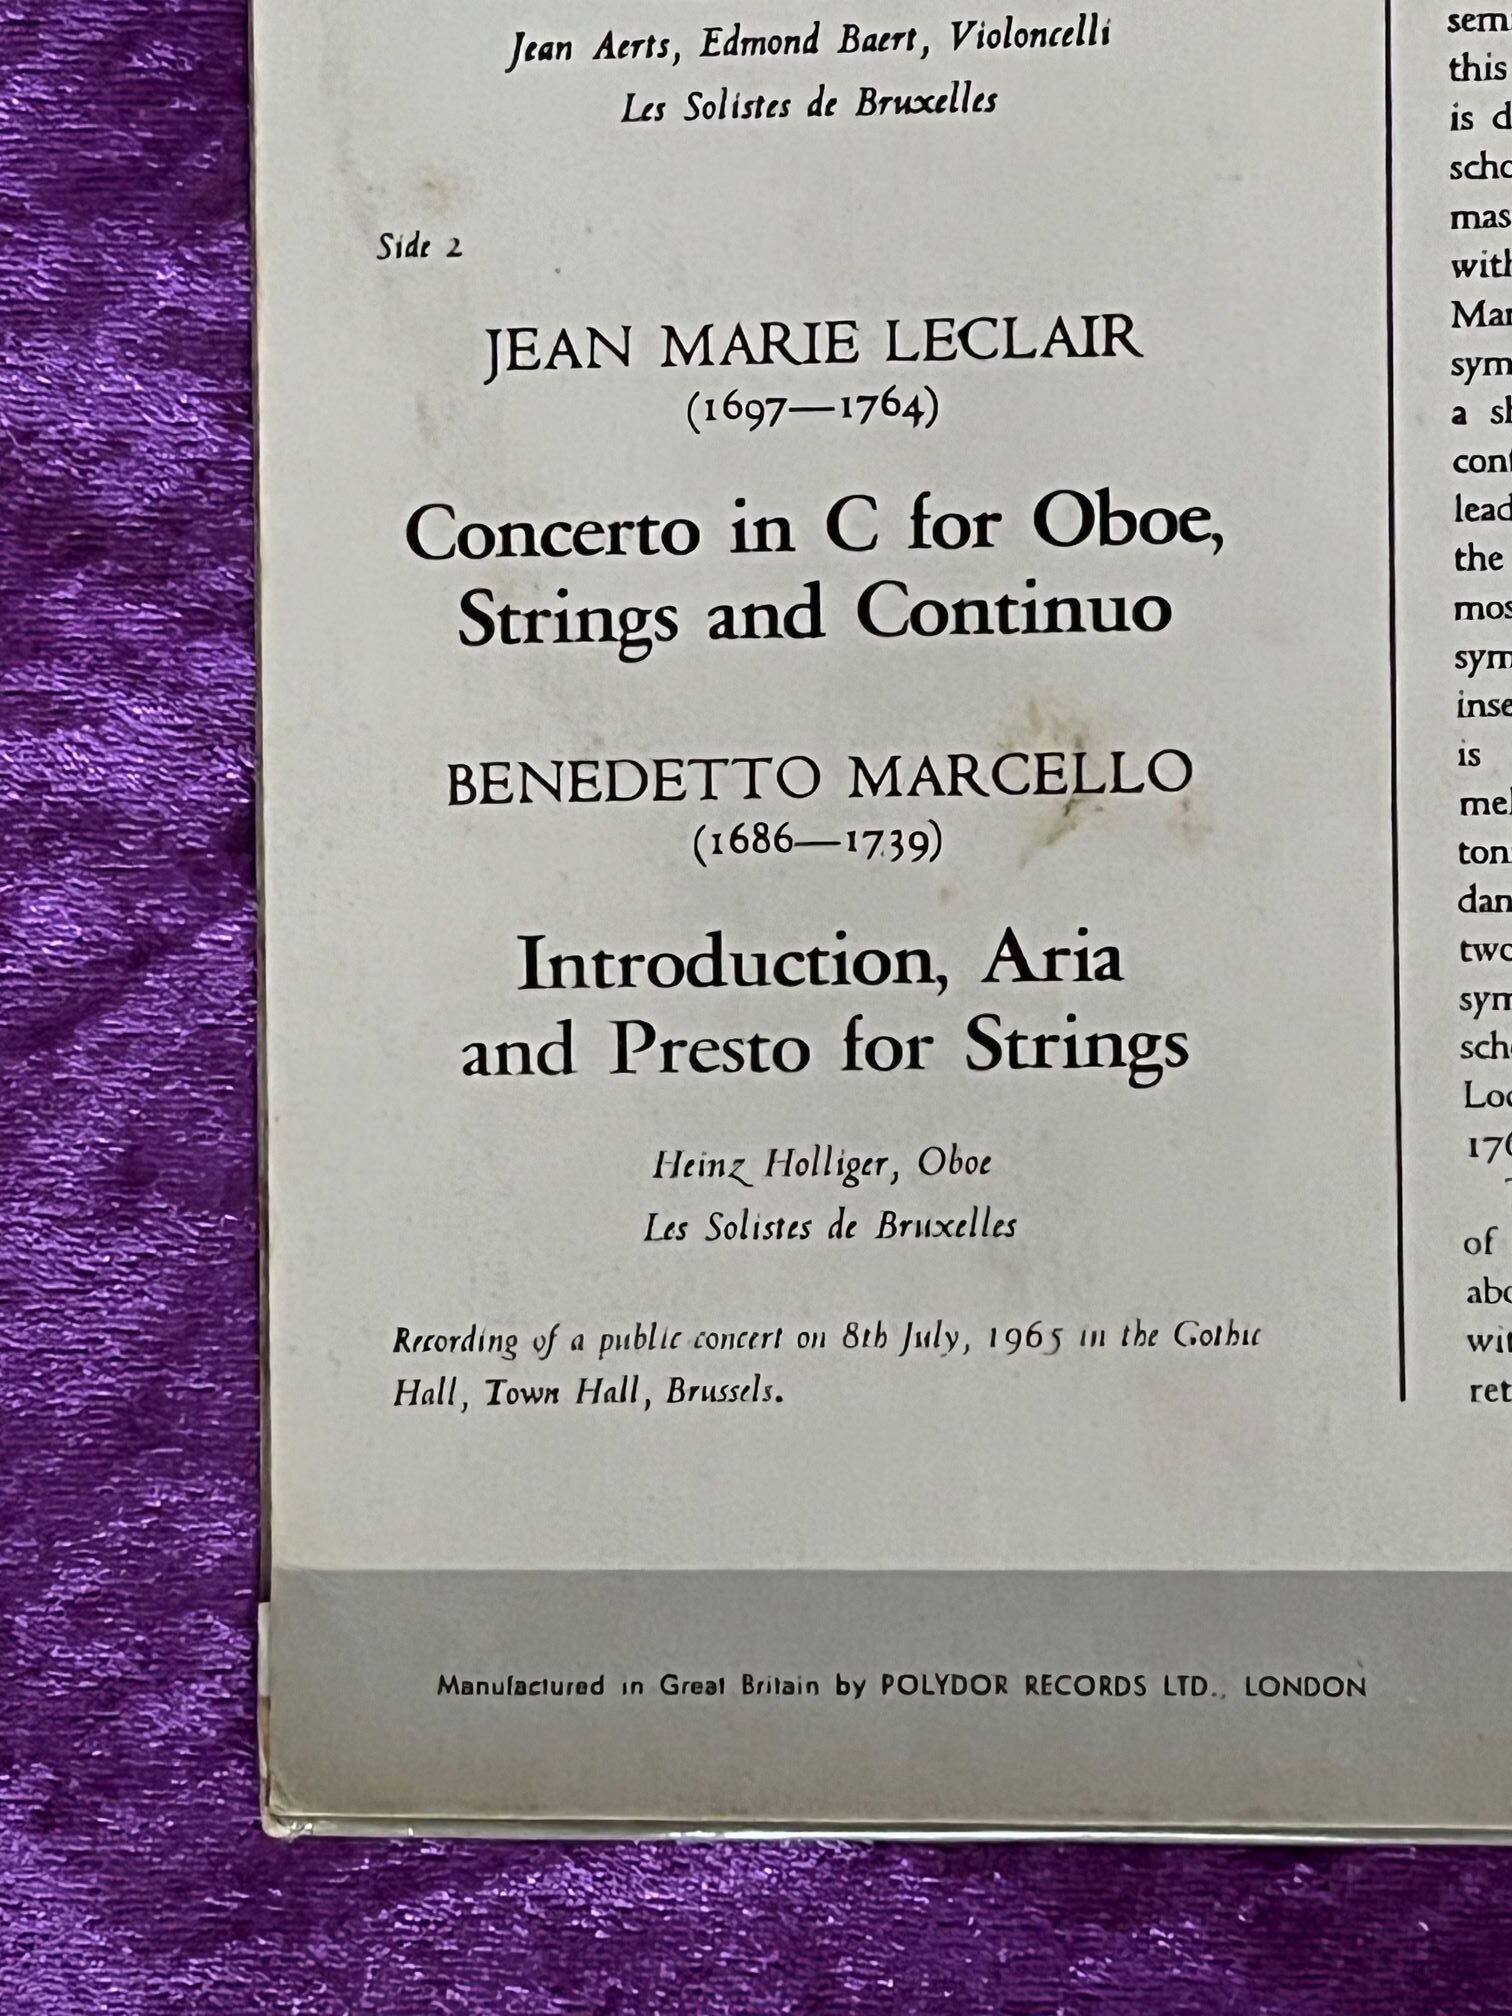 Jean Aerts, Edmond Baert, Violoncelli
Les Solistes de Bruxelles
Side 2
JEAN MARIE LECLAIR
(1697—1764)
Concerto in C for Oboe,
Strings and Continuo
BENEDETTO MARCELLO
(1686—1739)
Introduction, Aria
and Presto for Strings
Heinz Holliger, Oboe
Les Solistes de Bruxelles
Recording of a public concert on 8th July, 1965 in the Gothic
Hall, Town Hall, Brussels.
Manufactured in Great Britain by POLYDOR RECORDS LTD., LONDON
this
is
a
the
is
of